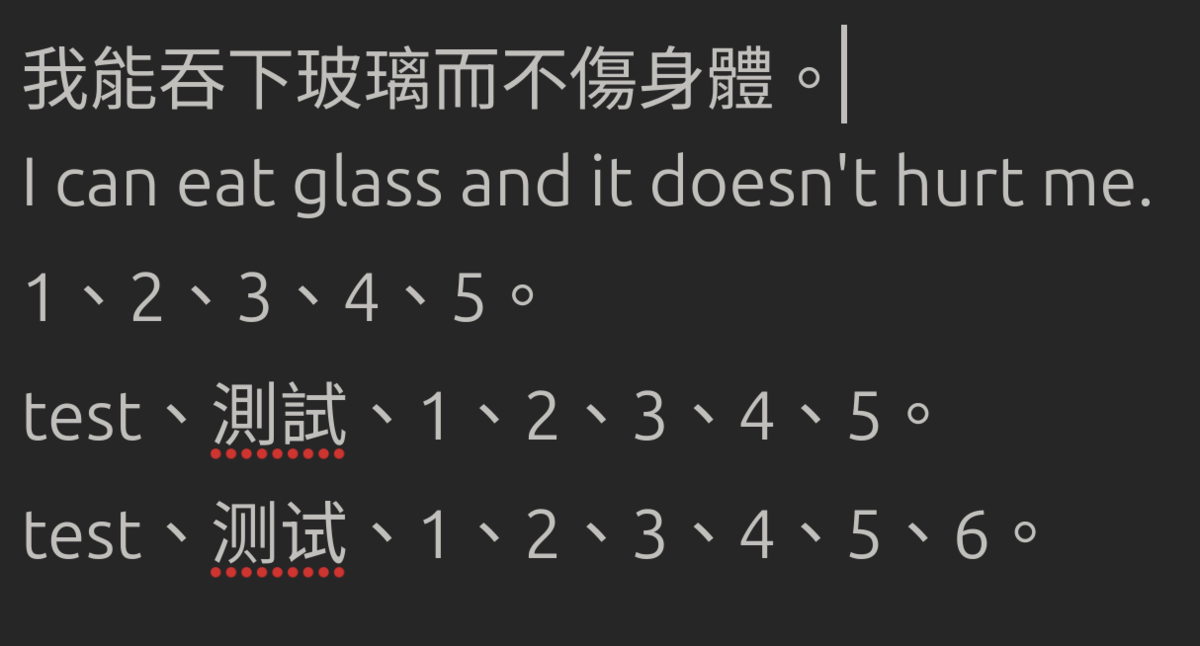 我能吞下玻璃而不傷身體。
I can eat glass and it doesn't hurt me.
1、2、3、4、5。
test、測試、1、2、3、4、5。
test、测试、1、2、3、4、5、6。